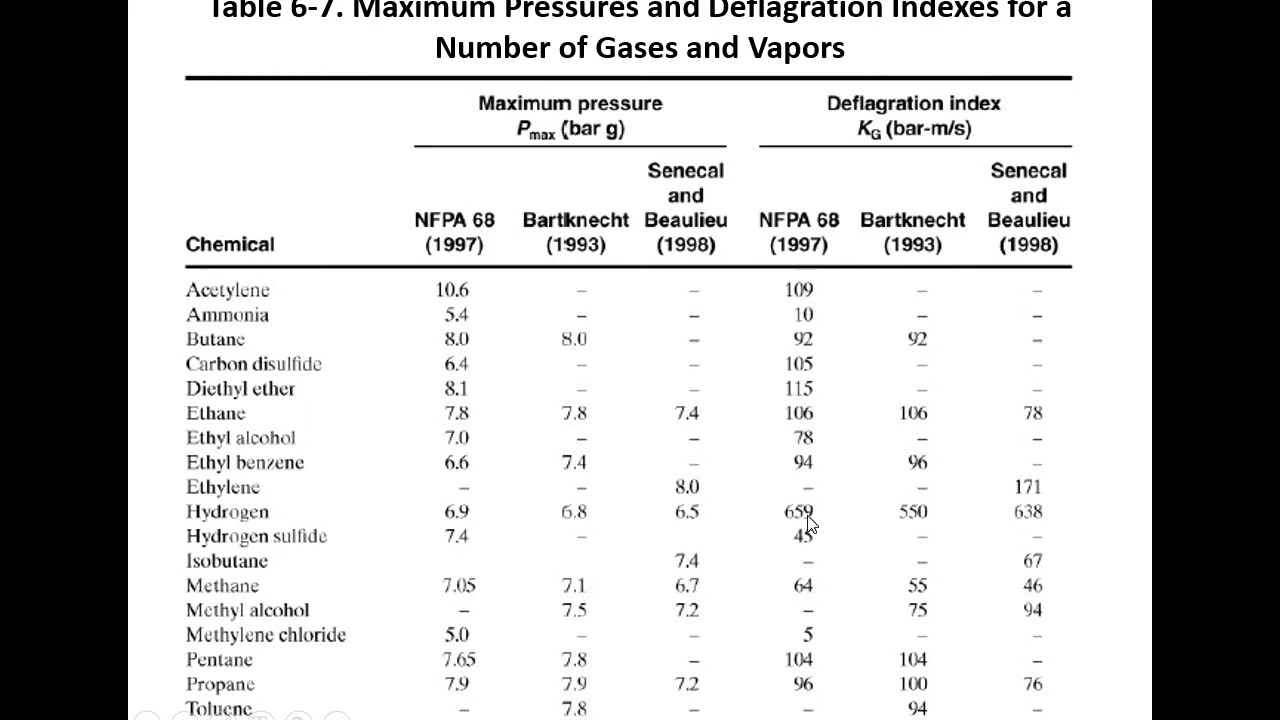 Table 6-7. Maximum Pressures and Deflagration Indexes for a
Number of Gases and Vapors
Maximum pressure Deflagration index
Pmax (bar g) KG (bar-m/s)
Senecal Senecal
and and
NFPA 68 Bartknecht Beaulieu NFPA 68 Bartknecht Beaulieu
Chemical (1997) (1993) (1998) (1997) (1993) (1998)
Acetylene 10.6 – – 109 – –
Ammonia 5.4 – – 10 – –
Butane 8.0 8.0 – 92 92 –
Carbon disulfide 6.4 – – 105 – –
Diethyl ether 8.1 – – 115 – –
Ethane 7.8 7.8 7.4 106 106 78
Ethyl alcohol 7.0 – – 78 – –
Ethyl benzene 6.6 7.4 – 94 96 –
Ethylene – – 8.0 – – 171
Hydrogen 6.9 6.8 6.5 659 550 638
Hydrogen sulfide 7.4 – 45 – –
Isobutane 7.4 – – 67
Methane 7.05 7.1 6.7 64 55 46
Methyl alcohol – 7.5 7.2 – 75 94
Methylene chloride 5.0 – – 5 – –
Pentane 7.65 7.8 – 104 104 –
Propane 7.9 7.9 7.2 96 100 76
Toluene – 7.8 – – 94 –